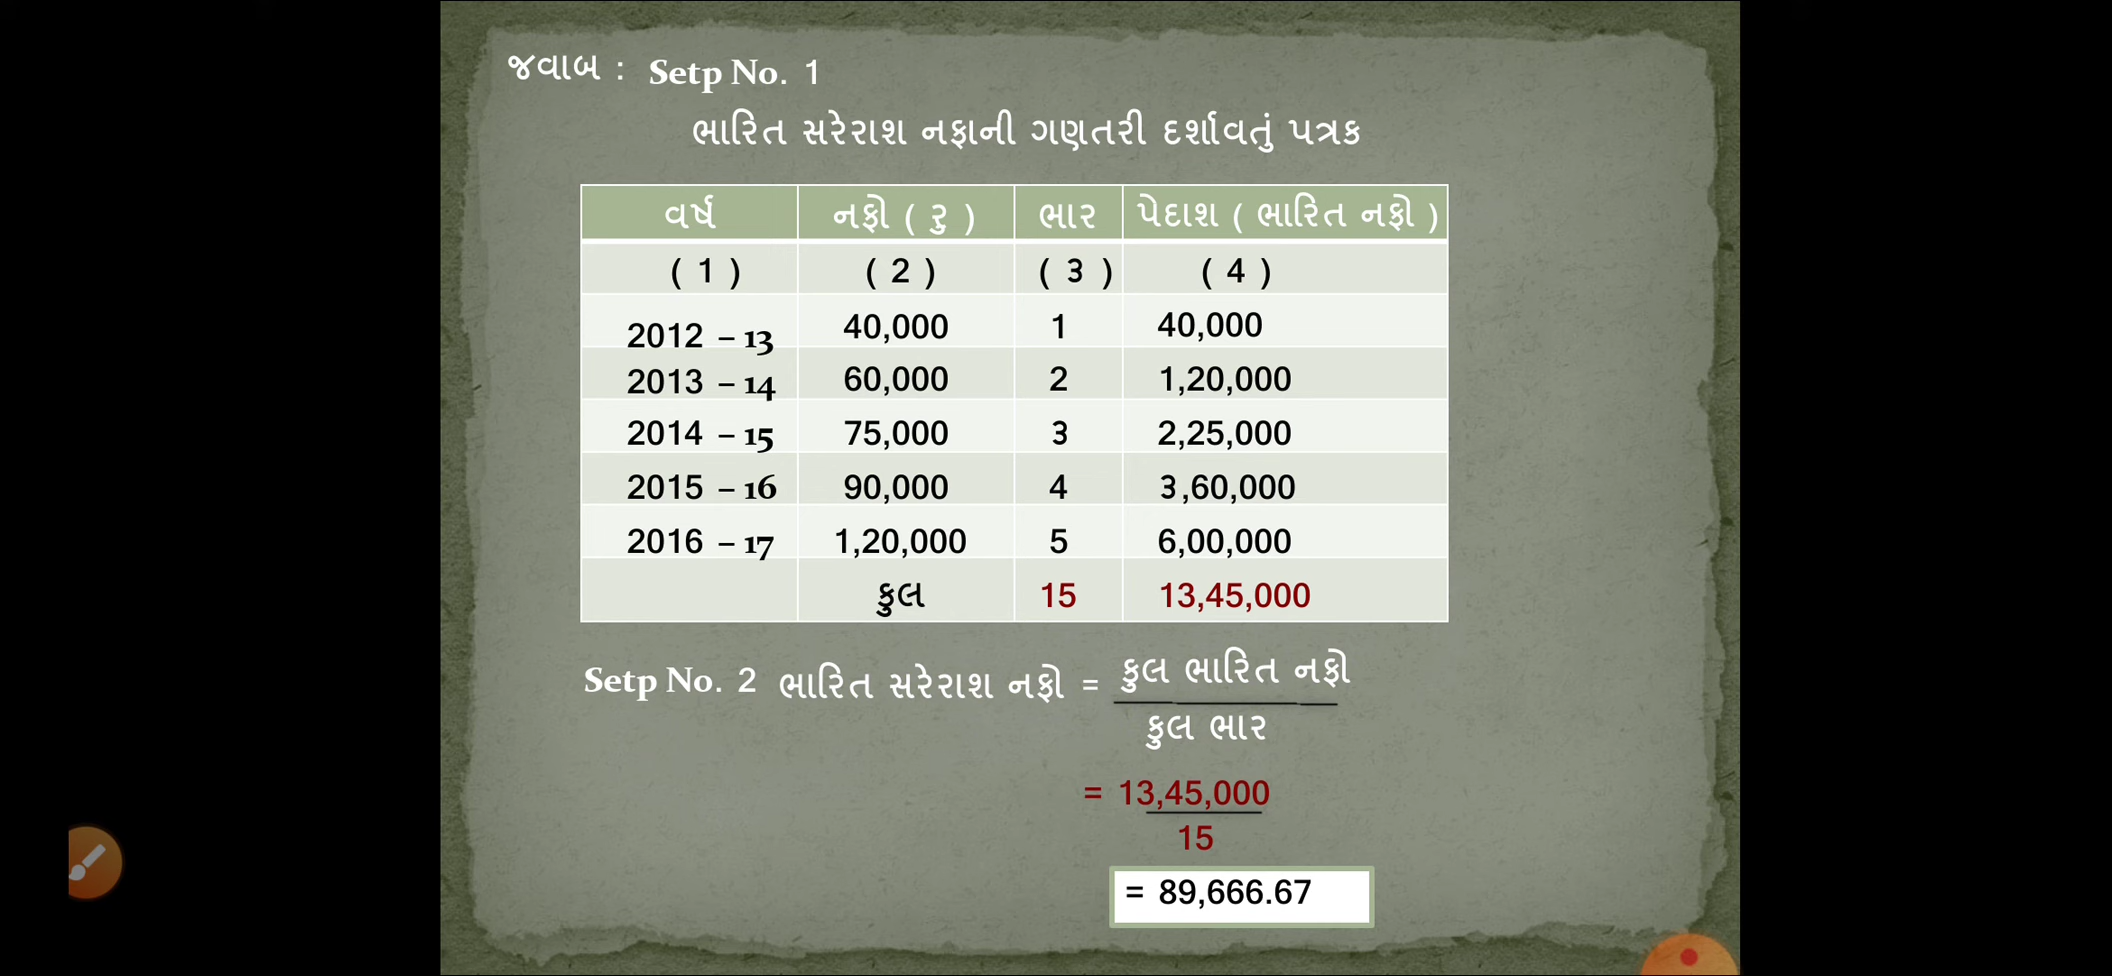 જવાબ : Setp No. 1
ભારિત સરેરાશ નફાની ગણતરી દર્શાવતું પત્રક
વર્ષ નફો ( રુ ) ભાર પેદાશ ( ભારિત નફો )
( 1 ) ( 2 ) ( 3 ) ( 4 )
2012 – 13 40,000 1 40,000
2013 – 14 60,000 2 1,20,000
2014 – 15 75,000 3 2,25,000
2015 – 16 90,000 4 3,60,000
2016 – 17 1,20,000 5 6,00,000
કુલ 15 13,45,000
Setp No. 2 ભારિત સરેરાશ નફો = કુલ ભારિત નફો
કુલ ભાર
= 13,45,000
15
= 89,666.67